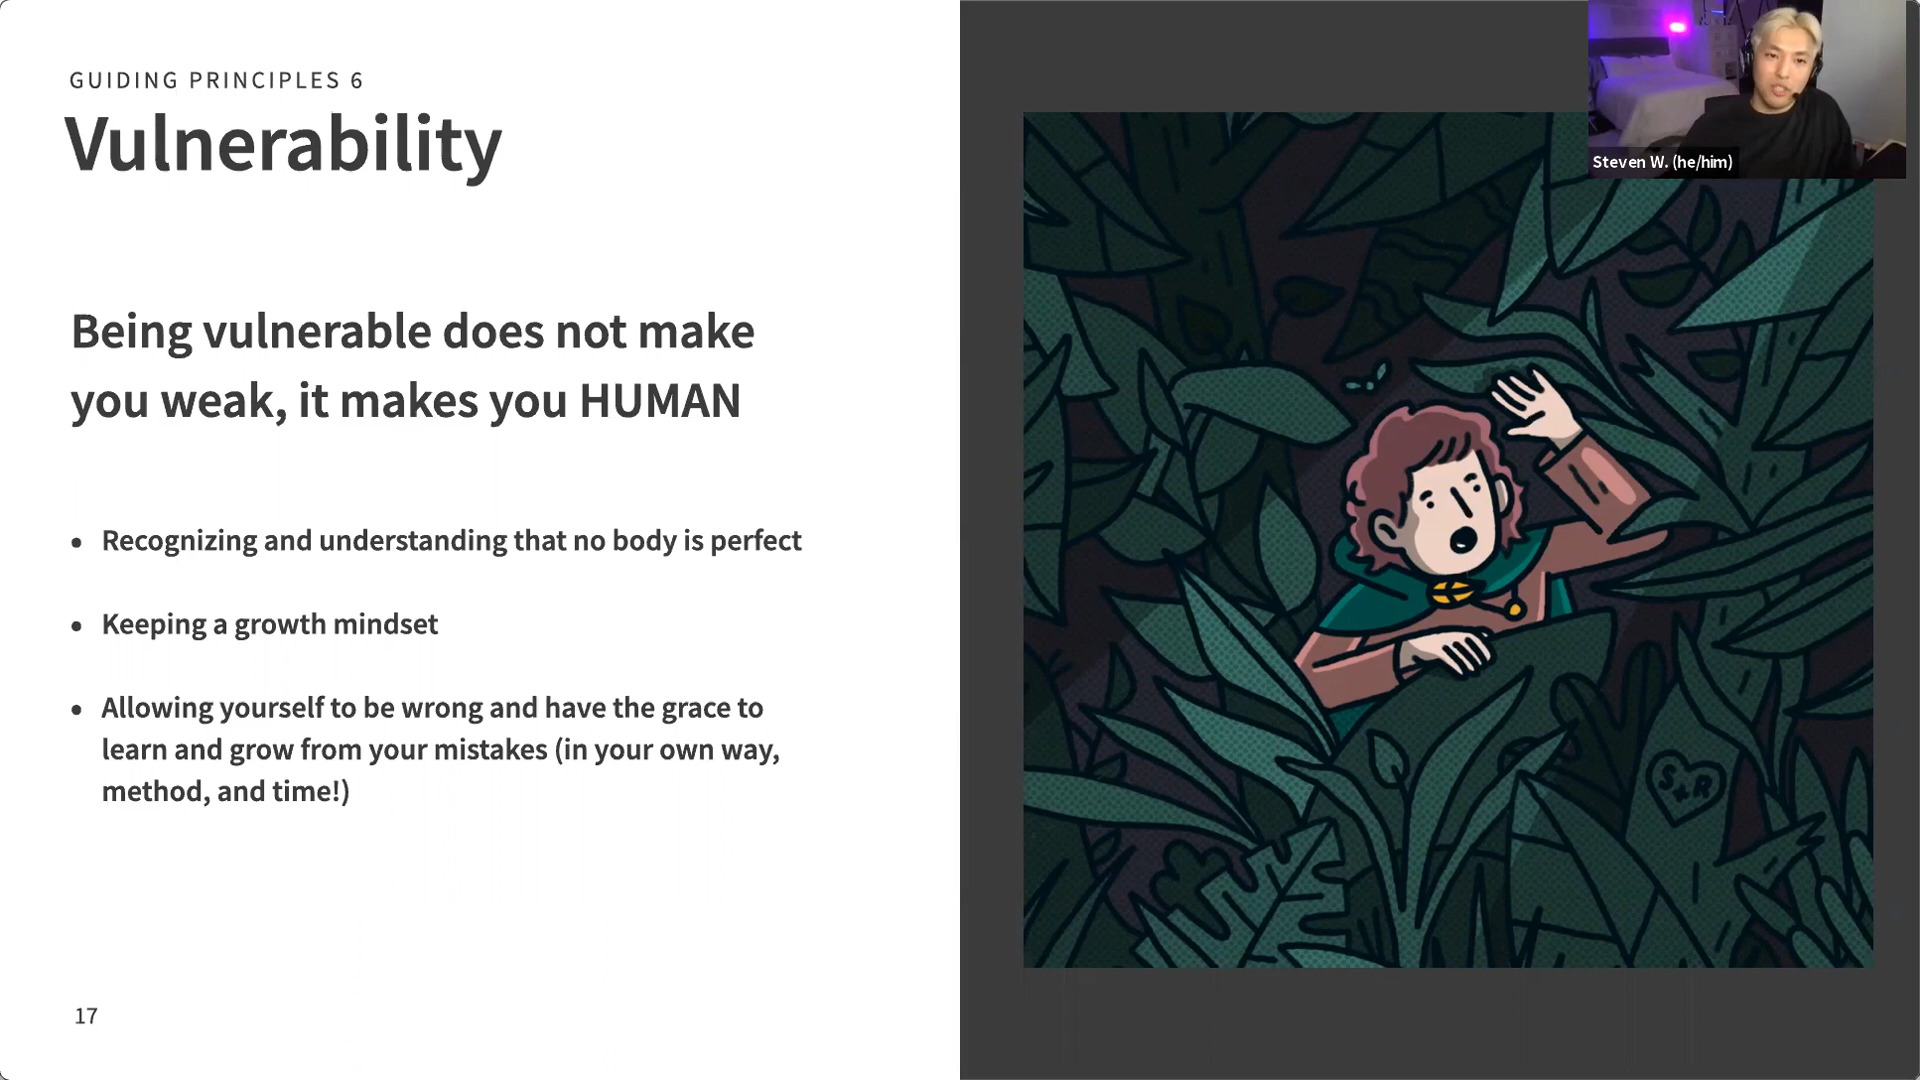 GUIDING PRINCIPLES 6
Vulnerability
Being vulnerable does not make
you weak, it makes you HUMAN
• Recognizing and understanding that no body is perfect
• Keeping a growth mindset
• Allowing yourself to be wrong and have the grace to
learn and grow from your mistakes (in your own way,
method, and time!)
17
Steven W. (he/him)
S+R